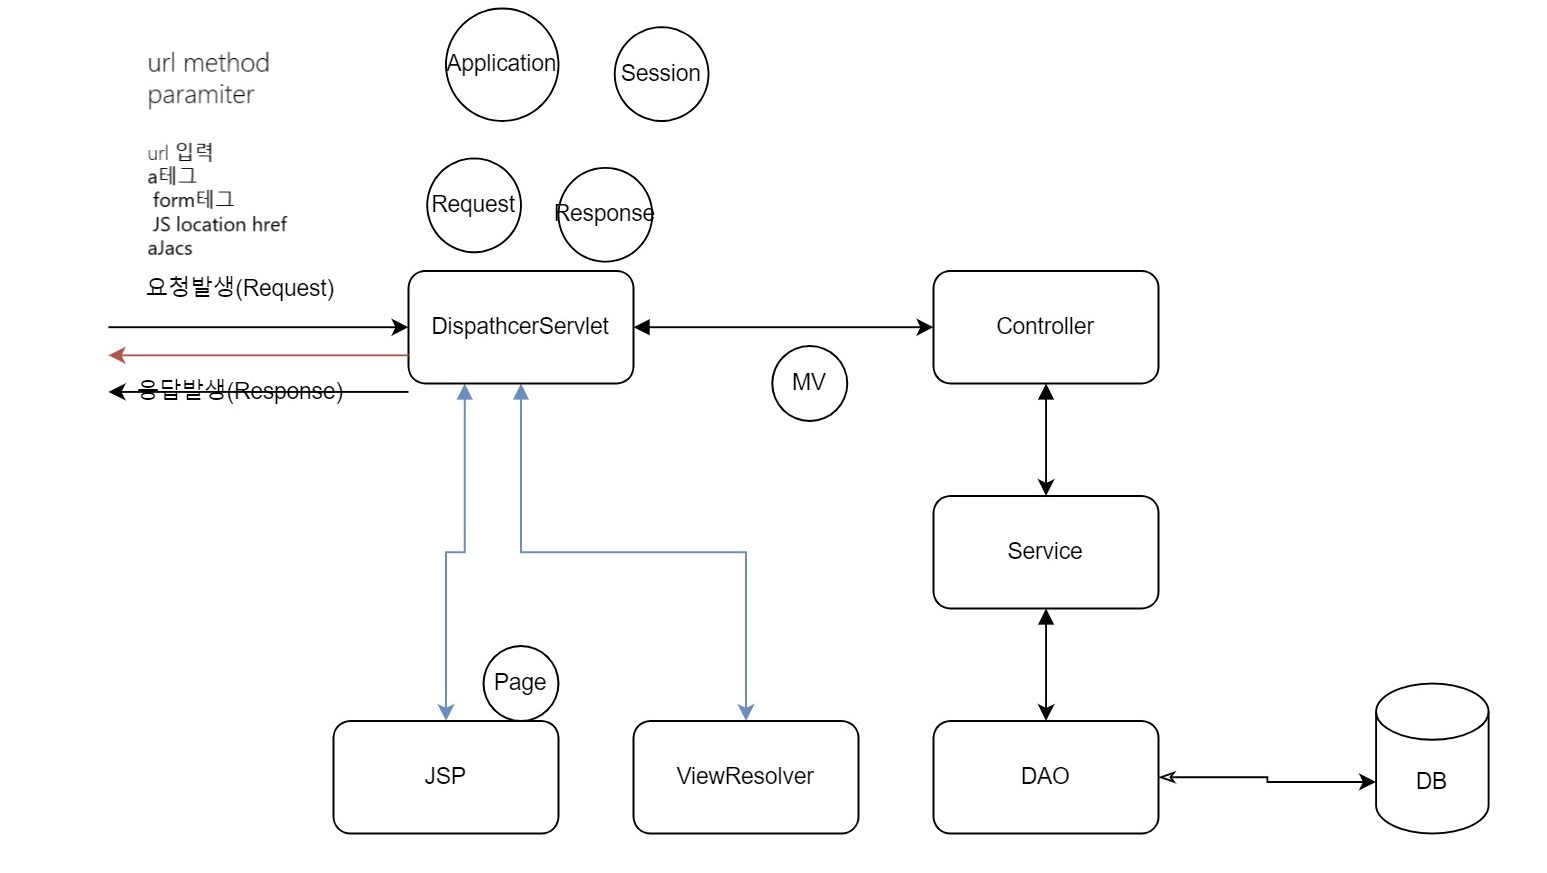 url method
paramiter
Application
Session
url 입력
a테그
form테그
JS location href
aJacs
Request
Response
요청발생(Request)
DispathcerServlet
Controller
MV
응답발생(Response)
Service
Page
JSP
ViewResolver
DAO
DB